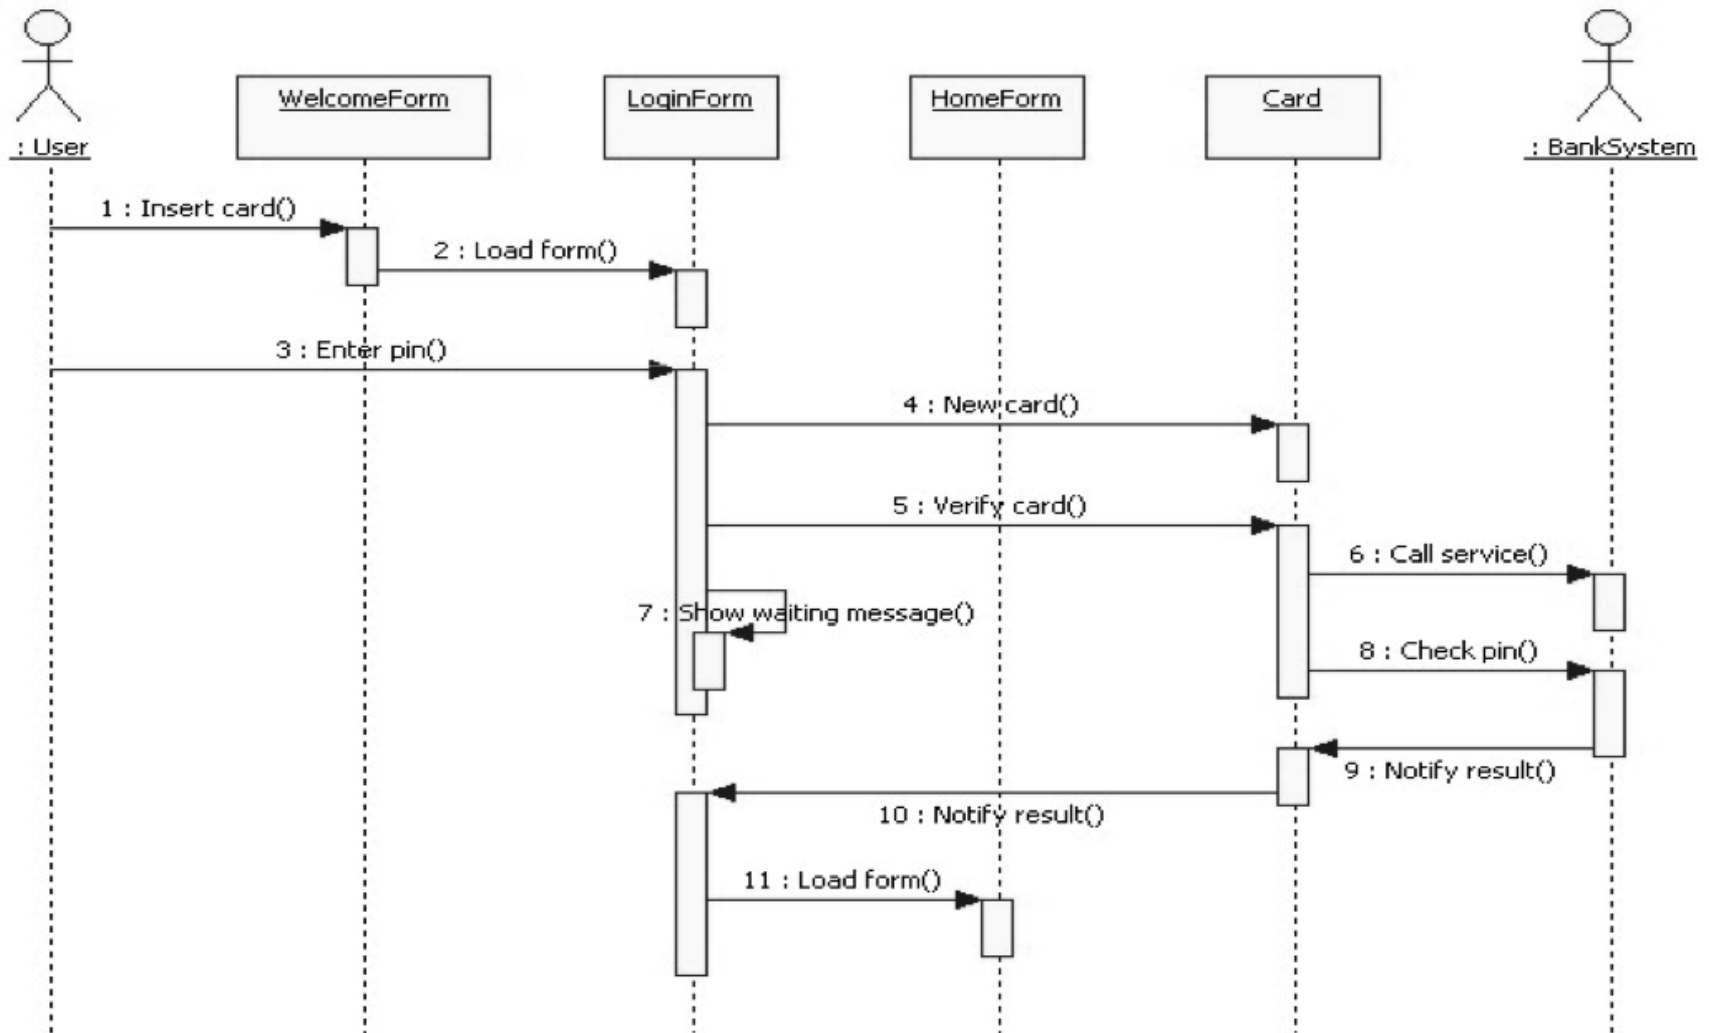 WelcomeForm
LoginForm
HomeForm
Card
: User
: BankSystem
1 : Insert card()
2 : Load form()
3 : Enter pin()
4 : New card()
5 : Verify card()
6 : Call service()
7 : Show waiting message()
8 : Check pin()
9 : Notify result()
10 : Notify result()
11 : Load form()